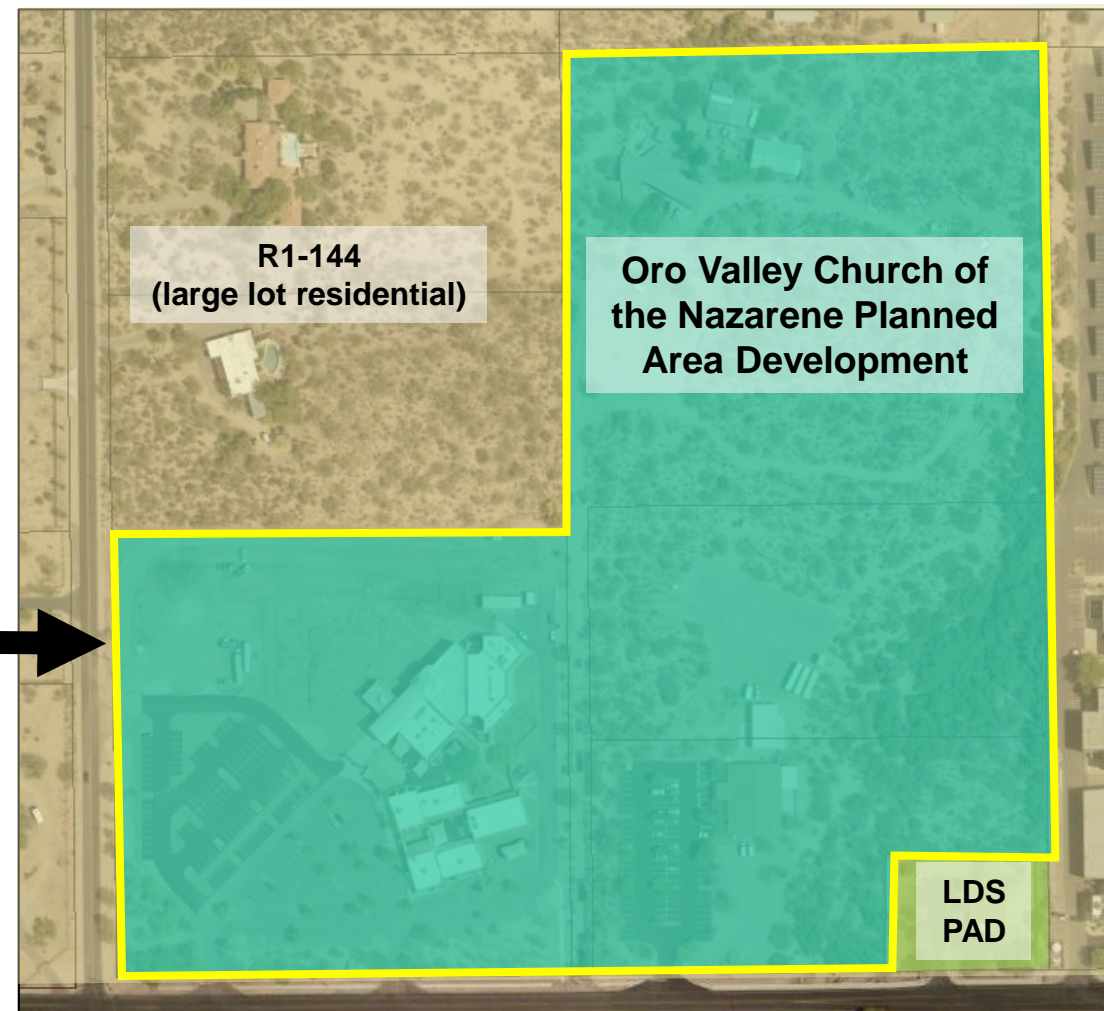 R1-144
(large lot residential)
Oro Valley Church of
the Nazarene Planned
Area Development
LDS
PAD